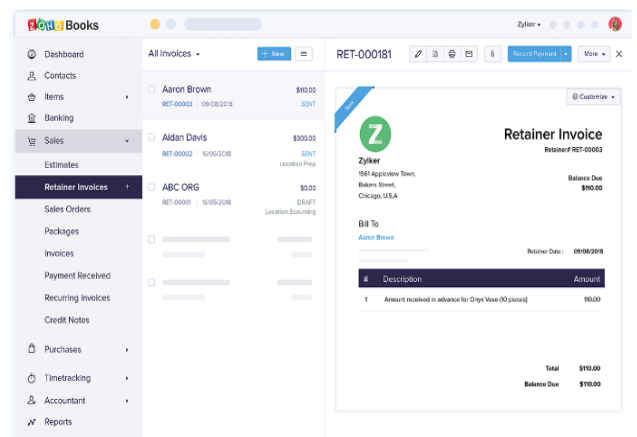 ZOHO Books
Zylker
Dashboard
Contacts
Items
Banking
Sales
Estimates
Retainer Invoices +
Sales Orders
Packages
Invoices
Payment Received
Recurring Invoices
Credit Notes
Purchases
Timetracking
Accountant
Reports
All Invoices
+ New
Aaron Brown $110.00
RET-00003 09/08/2018 SENT
Aidan Davis $300.00
RET-00002 16/05/2018 SENT
Location Prep
ABC ORG $0.00
RET-00001 16/05/2018 DRAFT
Location Scounting
RET-000181
Record Payment
More
X
Sent
Customize
Z
Retainer Invoice
Retainer# RET-00003
Zylker
1561 Appleview Town,
Bakers Street,
Chicago, U.S.A
Balance Due
$110.00
Bill To
Aaron Brown
Retainer Date : 09/08/2018
# Description Amount
1 Amount received in advance for Onyx Vase (10 pieces) 110.00
Total $110.00
Balance Due $110.00